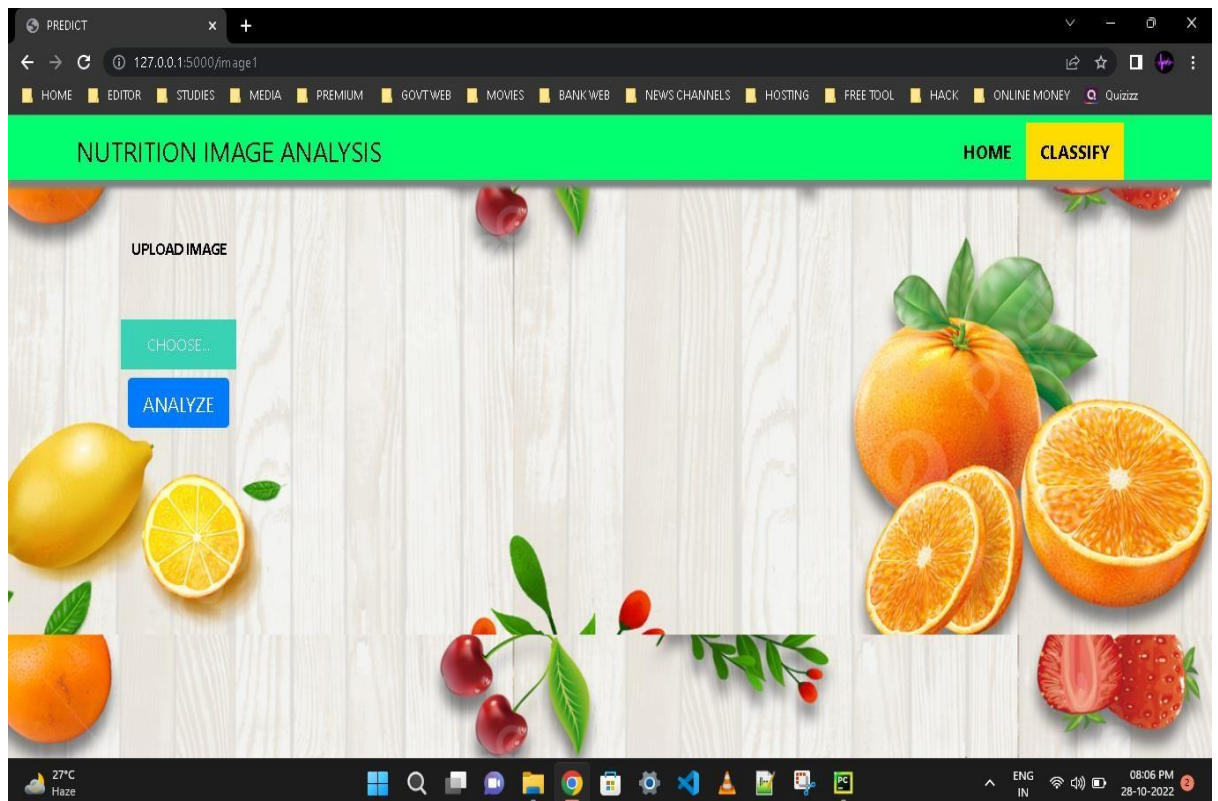 PREDICT
127.0.0.1:5000/image1
HOME EDITOR STUDIES MEDIA PREMIUM GOVT WEB MOVIES BANK WEB NEWS CHANNELS HOSTING FREE TOOL HACK ONLINE MONEY Quizizz
NUTRITION IMAGE ANALYSIS HOME CLASSIFY
UPLOAD IMAGE
CHOOSE...
ANALYZE
27°C
Haze
ENG
IN
08:06 PM
28-10-2022
2
PC